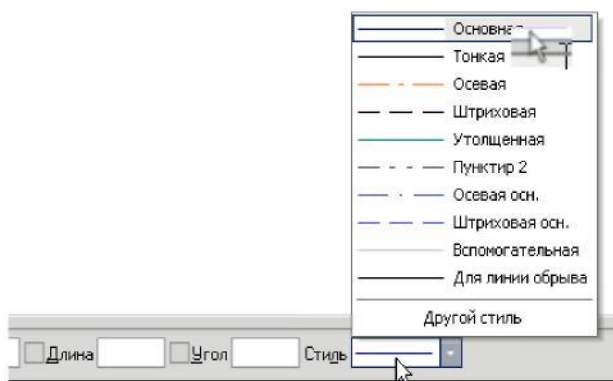 Основная
Тонкая
Осевая
Штриховая
Утолщенная
Пунктир 2
Осевая осн.
Штриховая осн.
Вспомогательная
Для линии обрыва
Другой стиль
Длина Угол Стиль